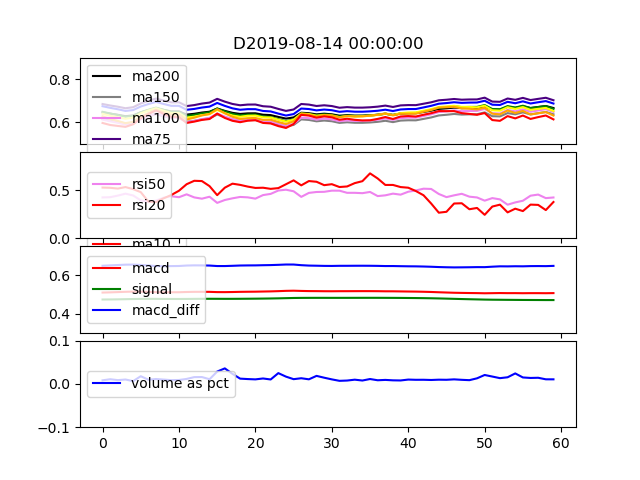 D2019-08-14 00:00:00
0.8
0.6
ma200
ma150
ma100
ma75
0.5
0.0
rsi50
rsi20
ma10
0.6
0.4
macd
signal
macd_diff
0.1
0.0
−0.1
volume as pct
0 10 20 30 40 50 60